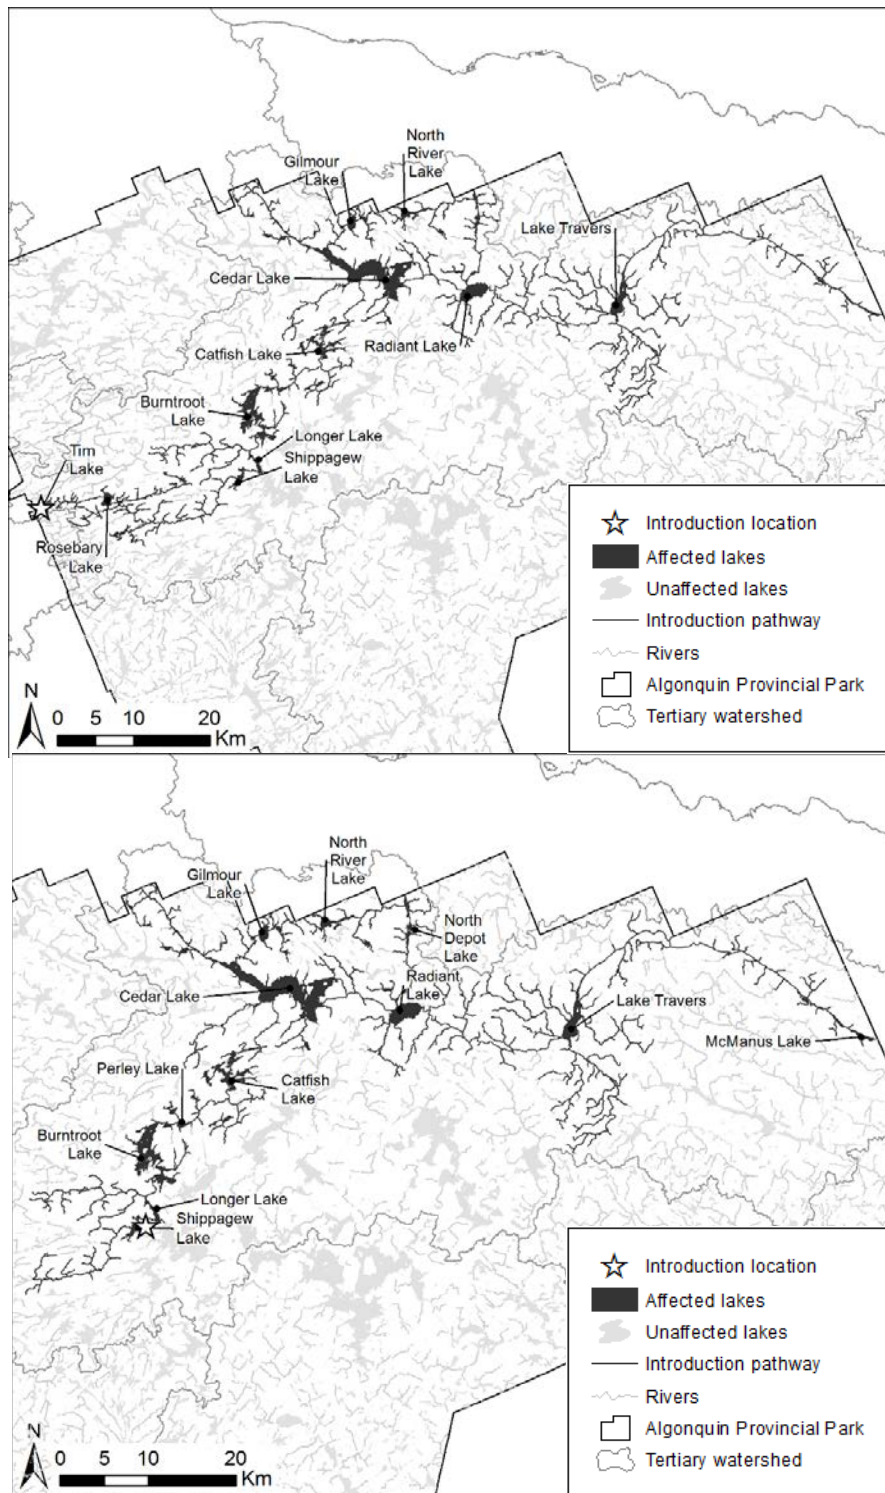 North
River
Lake
Gilmour
Lake
Lake Travers
Cedar Lake
Radiant Lake
Catfish Lake
Burntroot
Lake
Longer Lake
Shippagew
Lake
Tim
Lake
Rosebary
Lake
Introduction location
Affected lakes
Unaffected lakes
Introduction pathway
Rivers
Algonquin Provincial Park
Tertiary watershed
N
0 5 10 20
Km
North
River
Lake
Gilmour
Lake
North
Depot
Lake
Radiant
Lake
Cedar Lake
Lake Travers
McManus Lake
Perley Lake
Catfish
Lake
Burntroot
Lake
Longer Lake
Shippagew
Lake
Introduction location
Affected lakes
Unaffected lakes
Introduction pathway
Rivers
Algonquin Provincial Park
Tertiary watershed
N
0 5 10 20
Km